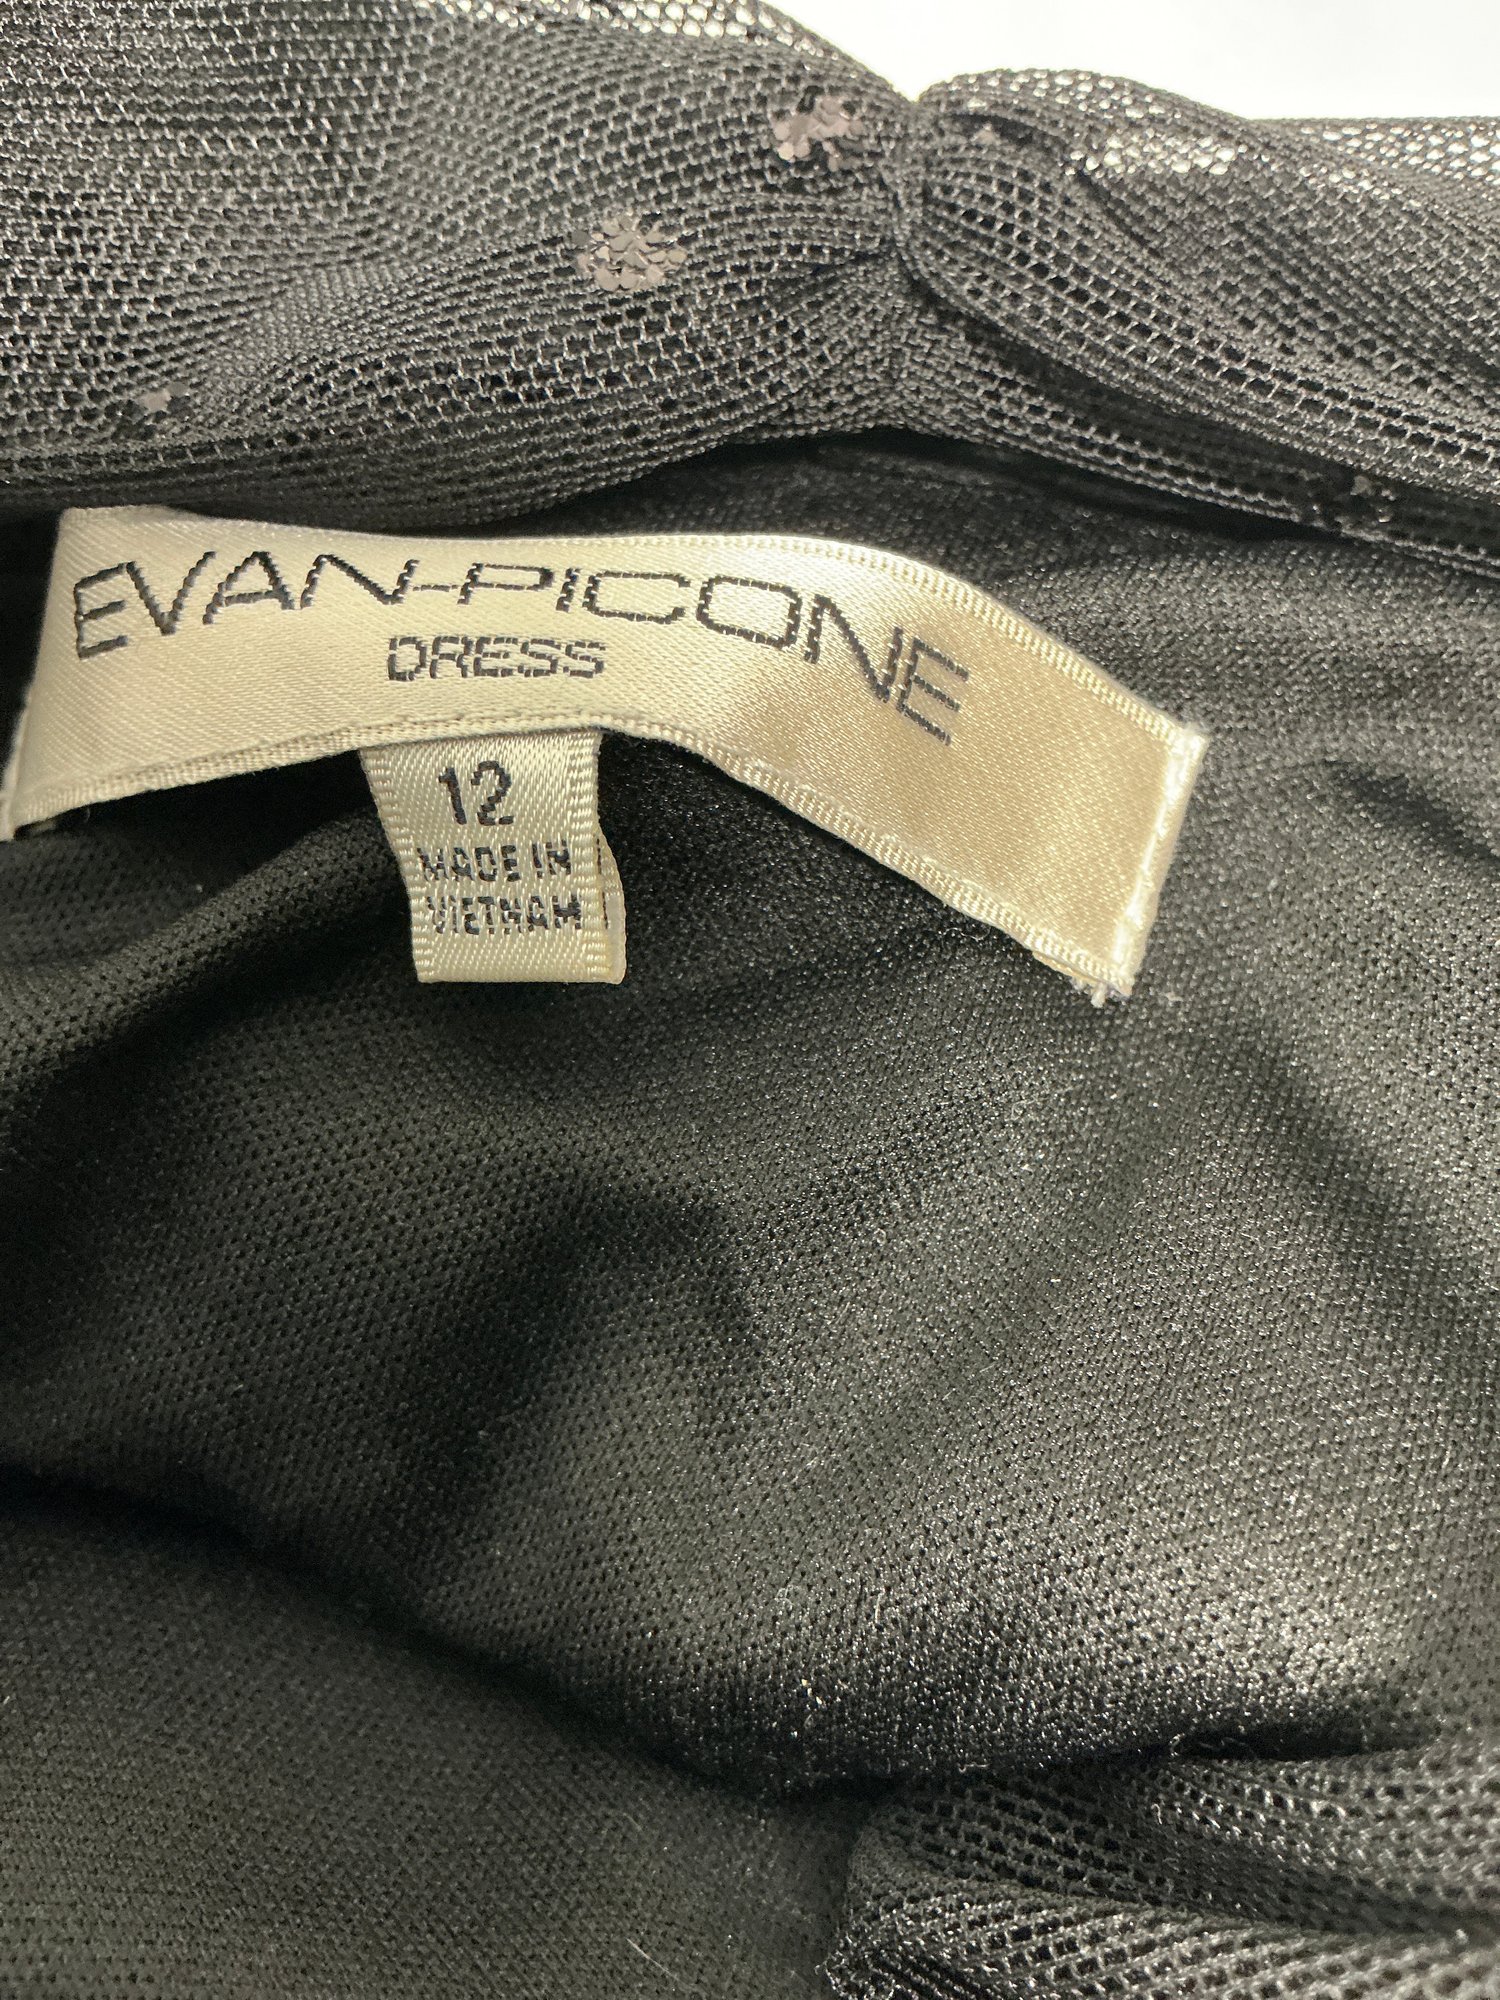 EVAN-PICONE
DRESS
12
MADE IN
VIETNAM